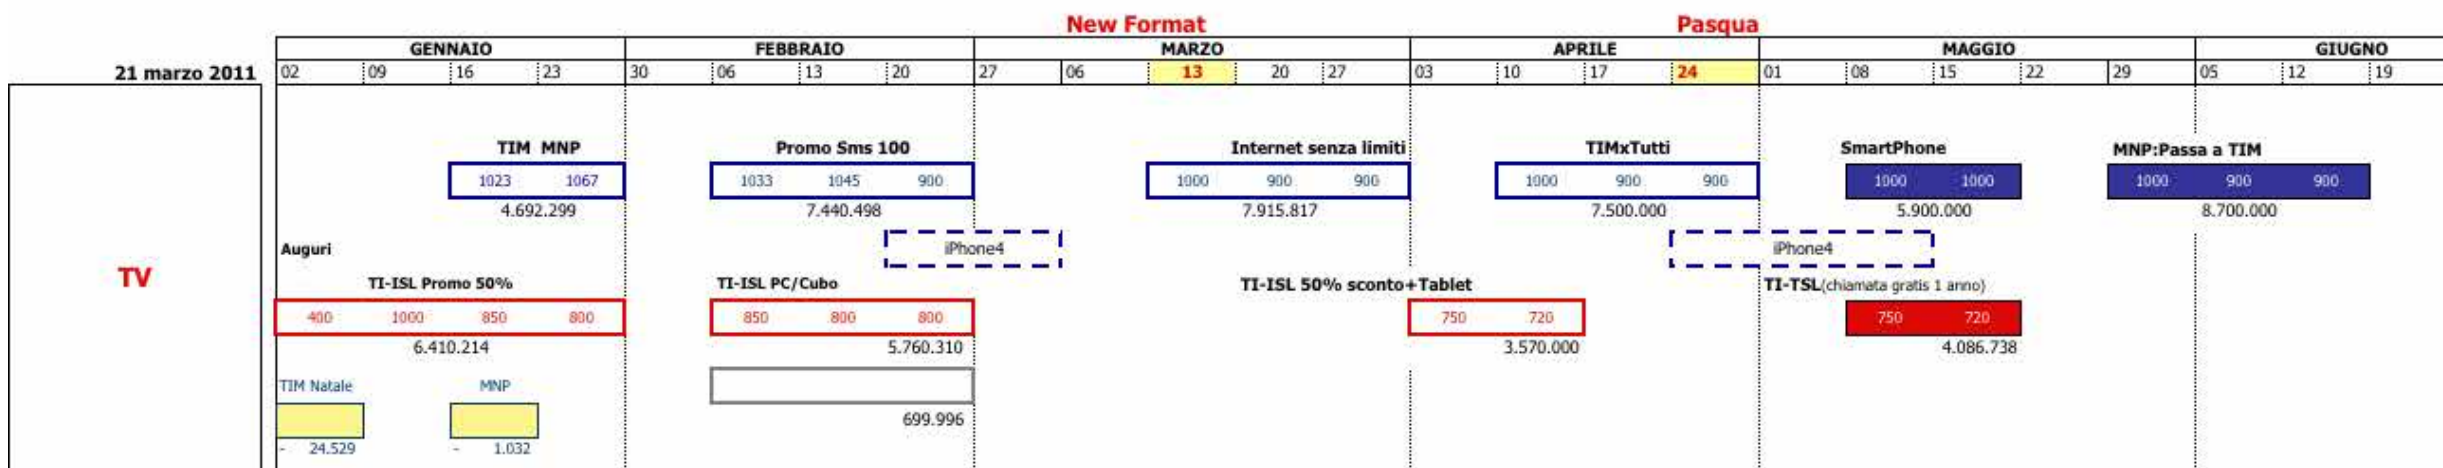 New Format Pasqua
GENNAIO FEBBRAIO MARZO APRILE MAGGIO GIUGNO
21 marzo 2011 02 09 16 23 30 06 13 20 27 06 13 20 27 03 10 17 24 01 08 15 22 29 05 12 19
TIM MNP Promo Sms 100 Internet senza limiti TIMxTutti SmartPhone MNP:Passa a TIM
1023 1067 1033 1045 900 1000 900 900 1000 900 900 1000 1000 1000 900 900
4.692.299 7.440.498 7.915.817 7.500.000 5.900.000 8.700.000
Auguri iPhone4 iPhone4
TV
TI-ISL Promo 50% TI-ISL PC/Cubo TI-ISL 50% sconto+Tablet TI-TSL(chiamata gratis 1 anno)
400 1000 850 800 850 800 800 750 720 750 720
6.410.214 5.760.310 3.570.000 4.086.738
TIM Natale MNP
699.996
- 24.529 - 1.032